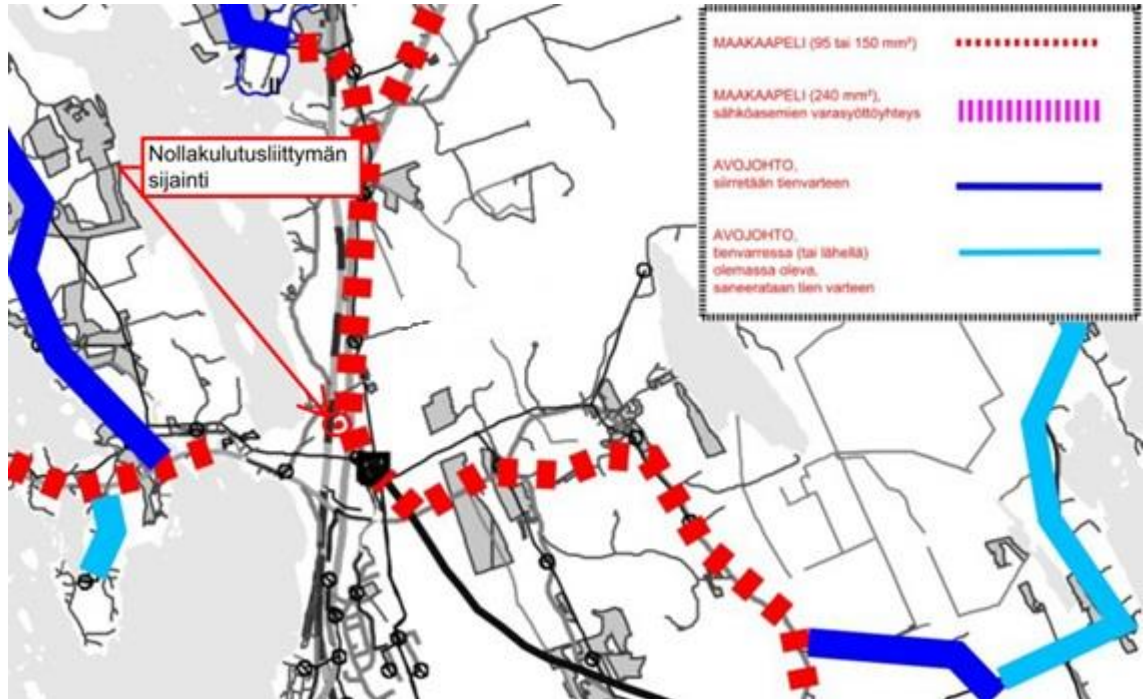 Nollakulutusliittymän
sijainti
MAAKAAPELI (95 tai 150 mm²)
MAAKAAPELI (240 mm²),
sähköasemien varasyöttöyhteys
AVOJOHTO,
siirretään tienvarteen
AVOJOHTO,
tienvarressa (tai lähellä)
olemassa oleva,
saneerataan tien varteen